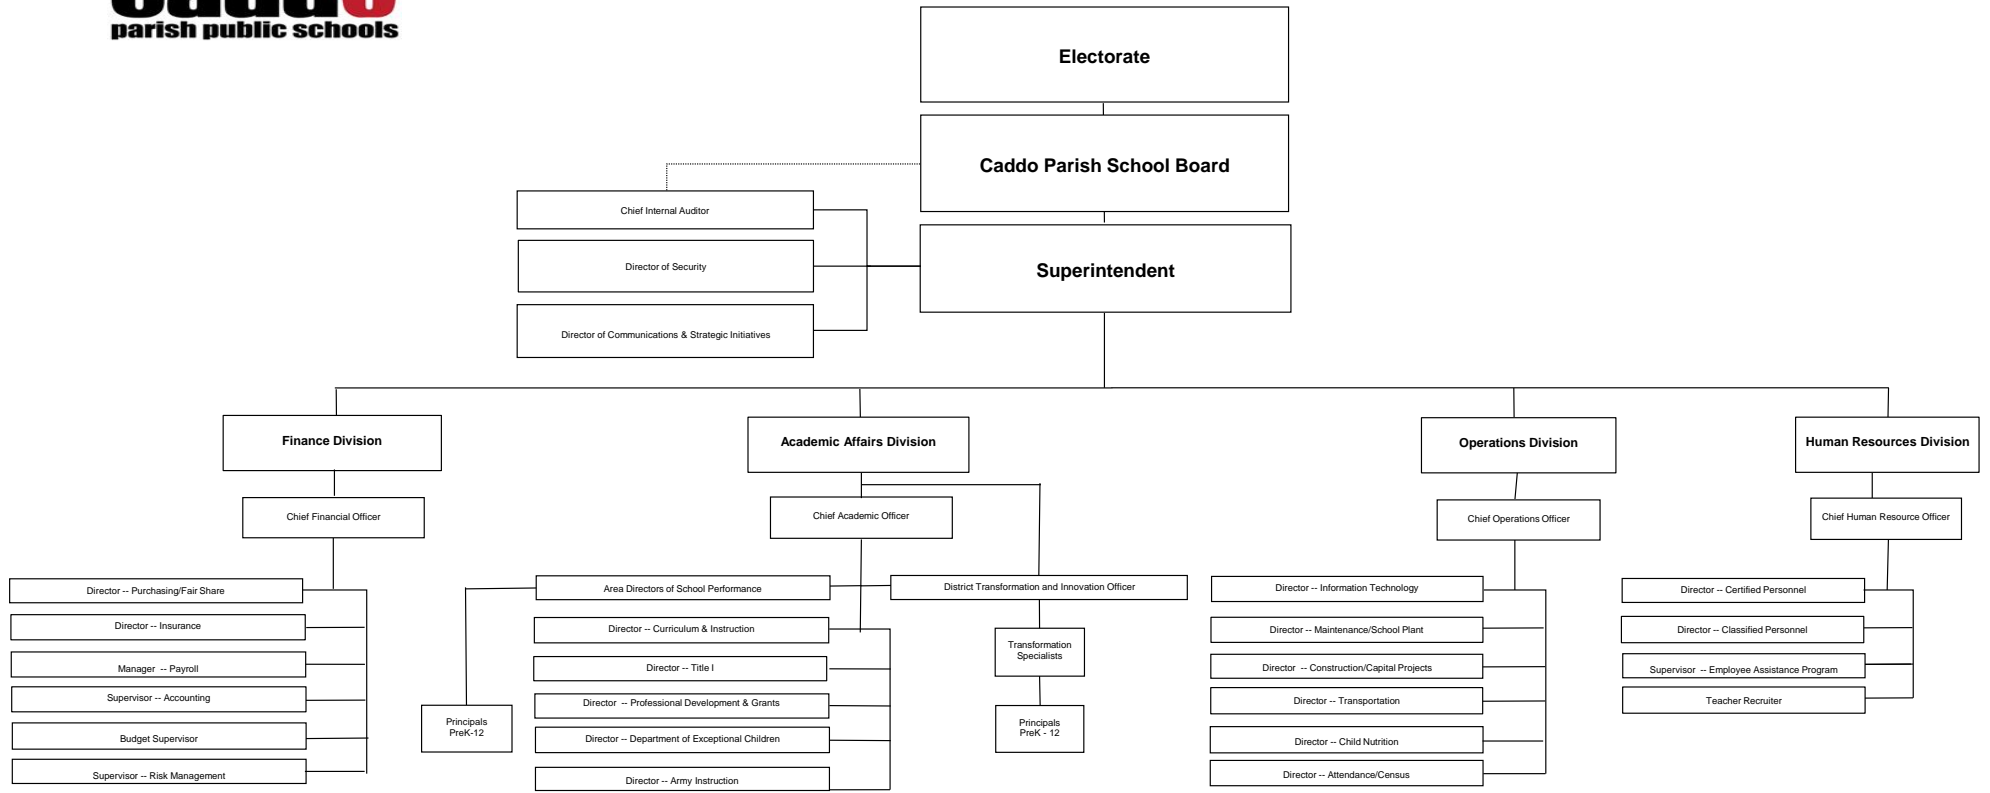 caddo
parish public schools
Electorate
Caddo Parish School Board
Chief Internal Auditor
Director of Security
Superintendent
Director of Communications & Strategic Initiatives
Finance Division
Academic Affairs Division
Operations Division
Human Resources Division
Chief Financial Officer
Chief Academic Officer
Chief Operations Officer
Chief Human Resource Officer
Director -- Purchasing/Fair Share
Director -- Insurance
Manager -- Payroll
Supervisor -- Accounting
Budget Supervisor
Supervisor -- Risk Management
Area Directors of School Performance
District Transformation and Innovation Officer
Director -- Curriculum & Instruction
Director -- Title I
Director -- Professional Development & Grants
Director -- Department of Exceptional Children
Director -- Army Instruction
Principals
PreK-12
Transformation
Specialists
Principals
PreK - 12
Director -- Information Technology
Director -- Maintenance/School Plant
Director -- Construction/Capital Projects
Director -- Transportation
Director -- Child Nutrition
Director -- Attendance/Census
Director -- Certified Personnel
Director -- Classified Personnel
Supervisor -- Employee Assistance Program
Teacher Recruiter